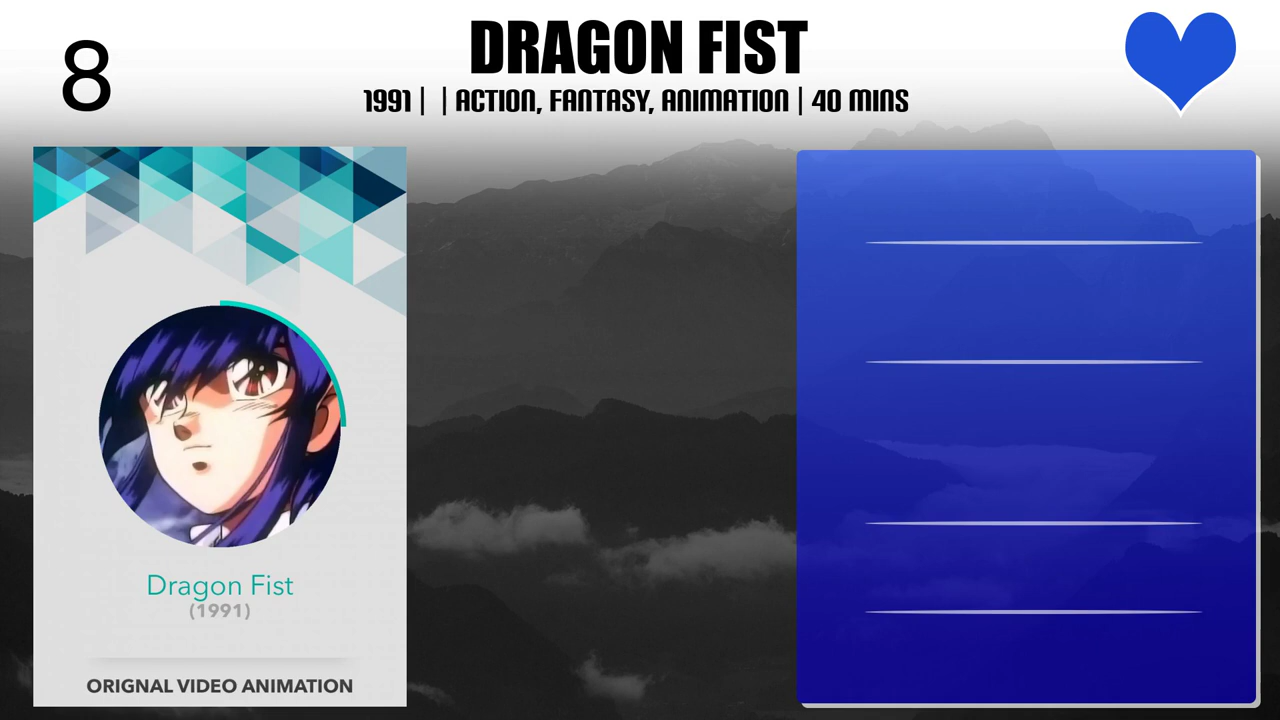 8
DRAGON FIST
1991 | | ACTION, FANTASY, ANIMATION | 40 MINS
Dragon Fist
(1991)
ORIGNAL VIDEO ANIMATION